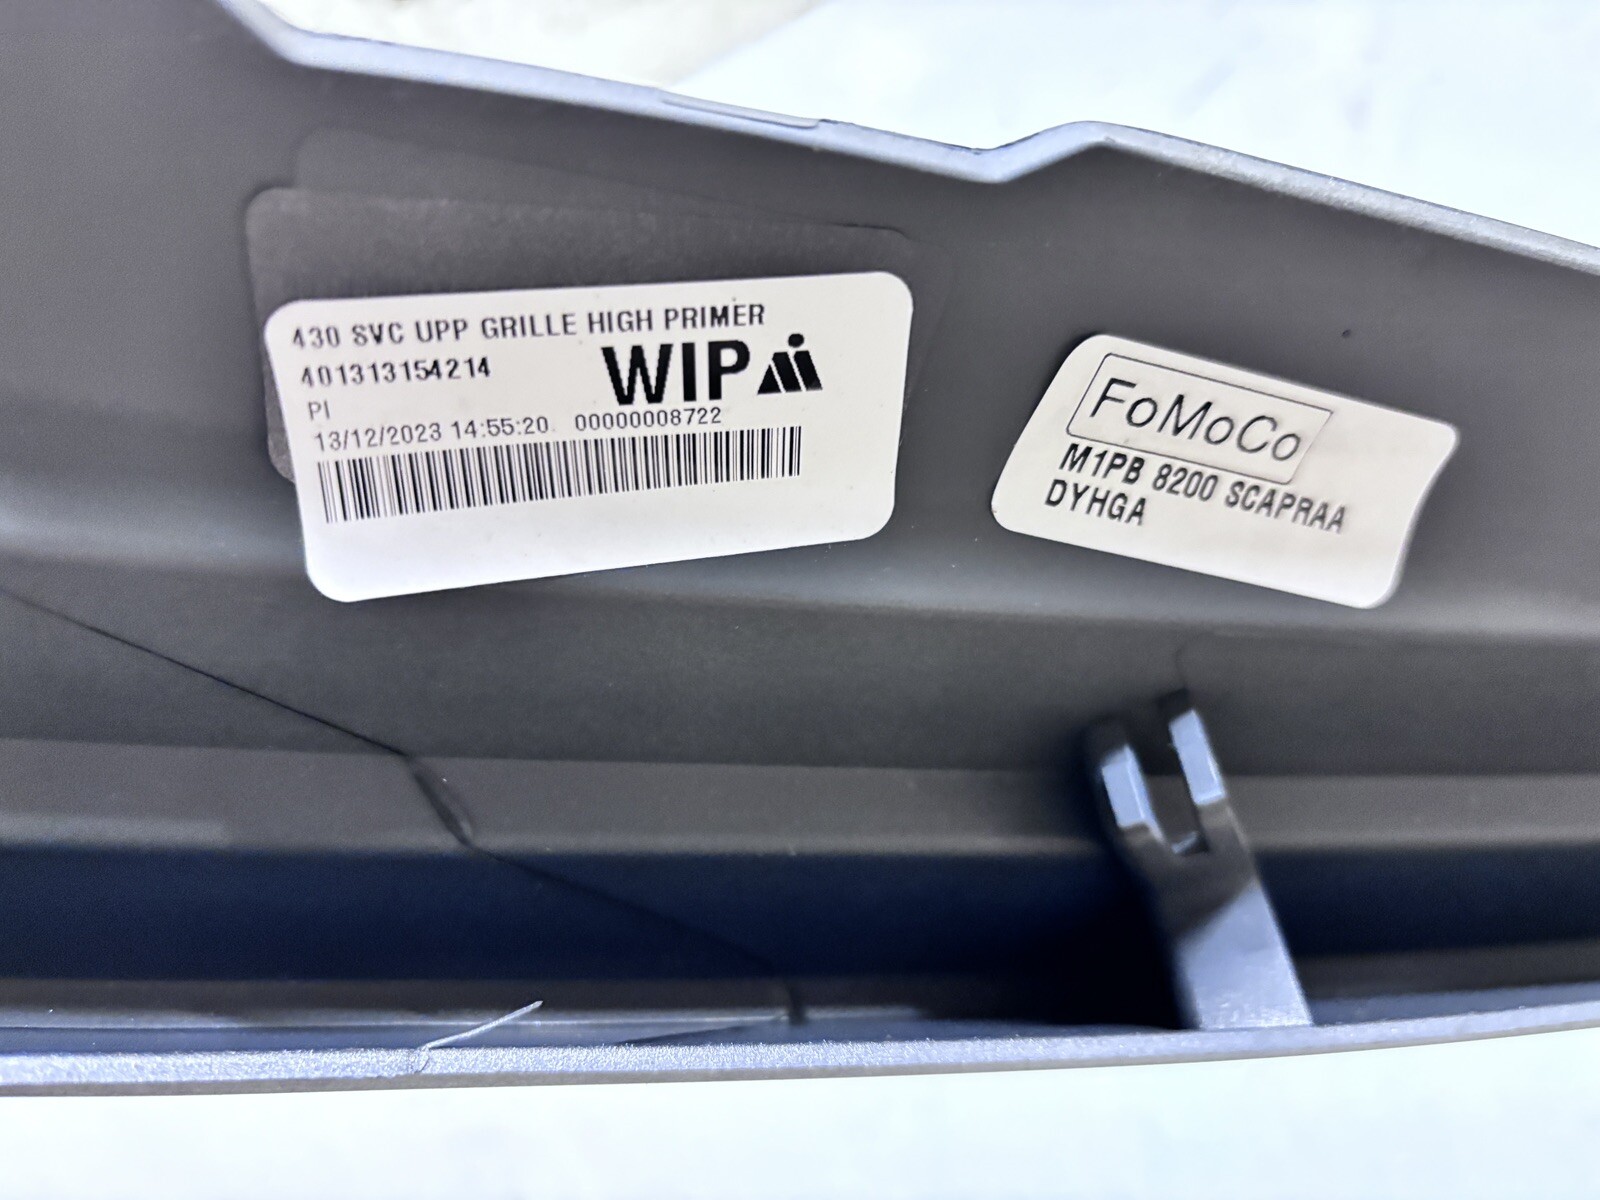 430 SVC UPP GRILLE HIGH PRIMER
401313154214
WIP
PI
13/12/2023 14:55:20 00000008722
FoMoCo
M1PB 8200 SCAPRAA
DYHGA